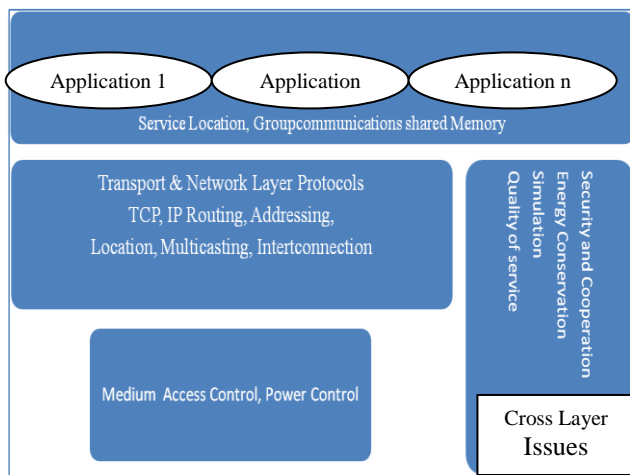 Application 1
Application
Application n
Service Location, Groupcommunications shared Memory
Transport & Network Layer Protocols
TCP, IP Routing, Addressing,
Location, Multicasting, Intertconnection
Security and Cooperation
Energy Conservation
Simulation
Quality of service
Medium Access Control, Power Control
Cross Layer
Issues